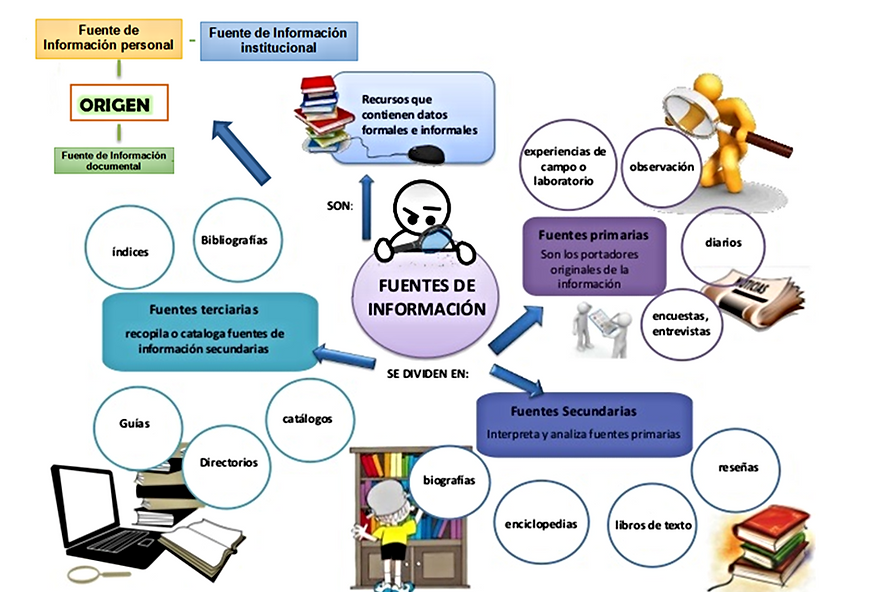 Fuente de
Información personal
Fuente de Información
institucional
ORIGEN
Fuente de Información
documental
Recursos que
contienen datos
formales e informales
SON:
experiencias de
campo o
laboratorio
observación
Fuentes primarias
Son los portadores
originales de la
información
diarios
NOTICIAS
encuestas,
entrevistas
índices
Bibliografías
FUENTES DE
INFORMACIÓN
Fuentes terciarias
recopila o cataloga fuentes de
información secundarias
SE DIVIDEN EN:
Guías
catálogos
Directorios
Fuentes Secundarias
Interpreta y analiza fuentes primarias
biografías
enciclopedias
libros de texto
reseñas